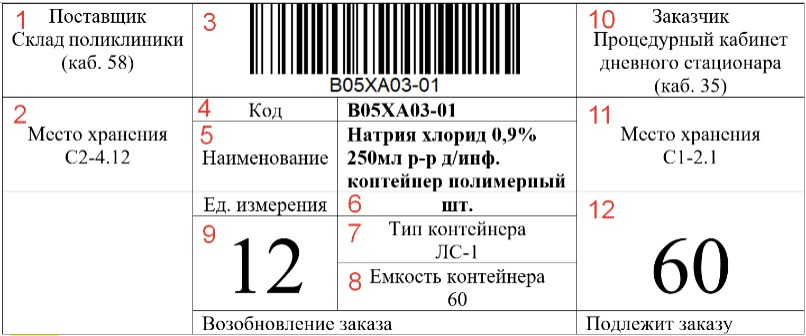 1 Поставщик
Склад поликлиники
(каб. 58)
2
Место хранения
С2-4.12
3
B05XA03-01
4 Код B05XA03-01
5
Наименование
Натрия хлорид 0,9%
250мл р-р д/инф.
контейнер полимерный
Ед. измерения 6 шт.
9 12
7 Тип контейнера
ЛС-1
8 Емкость контейнера
60
Возобновление заказа
10 Заказчик
Процедурный кабинет
дневного стационара
(каб. 35)
11
Место хранения
С1-2.1
12
60
Подлежит заказу